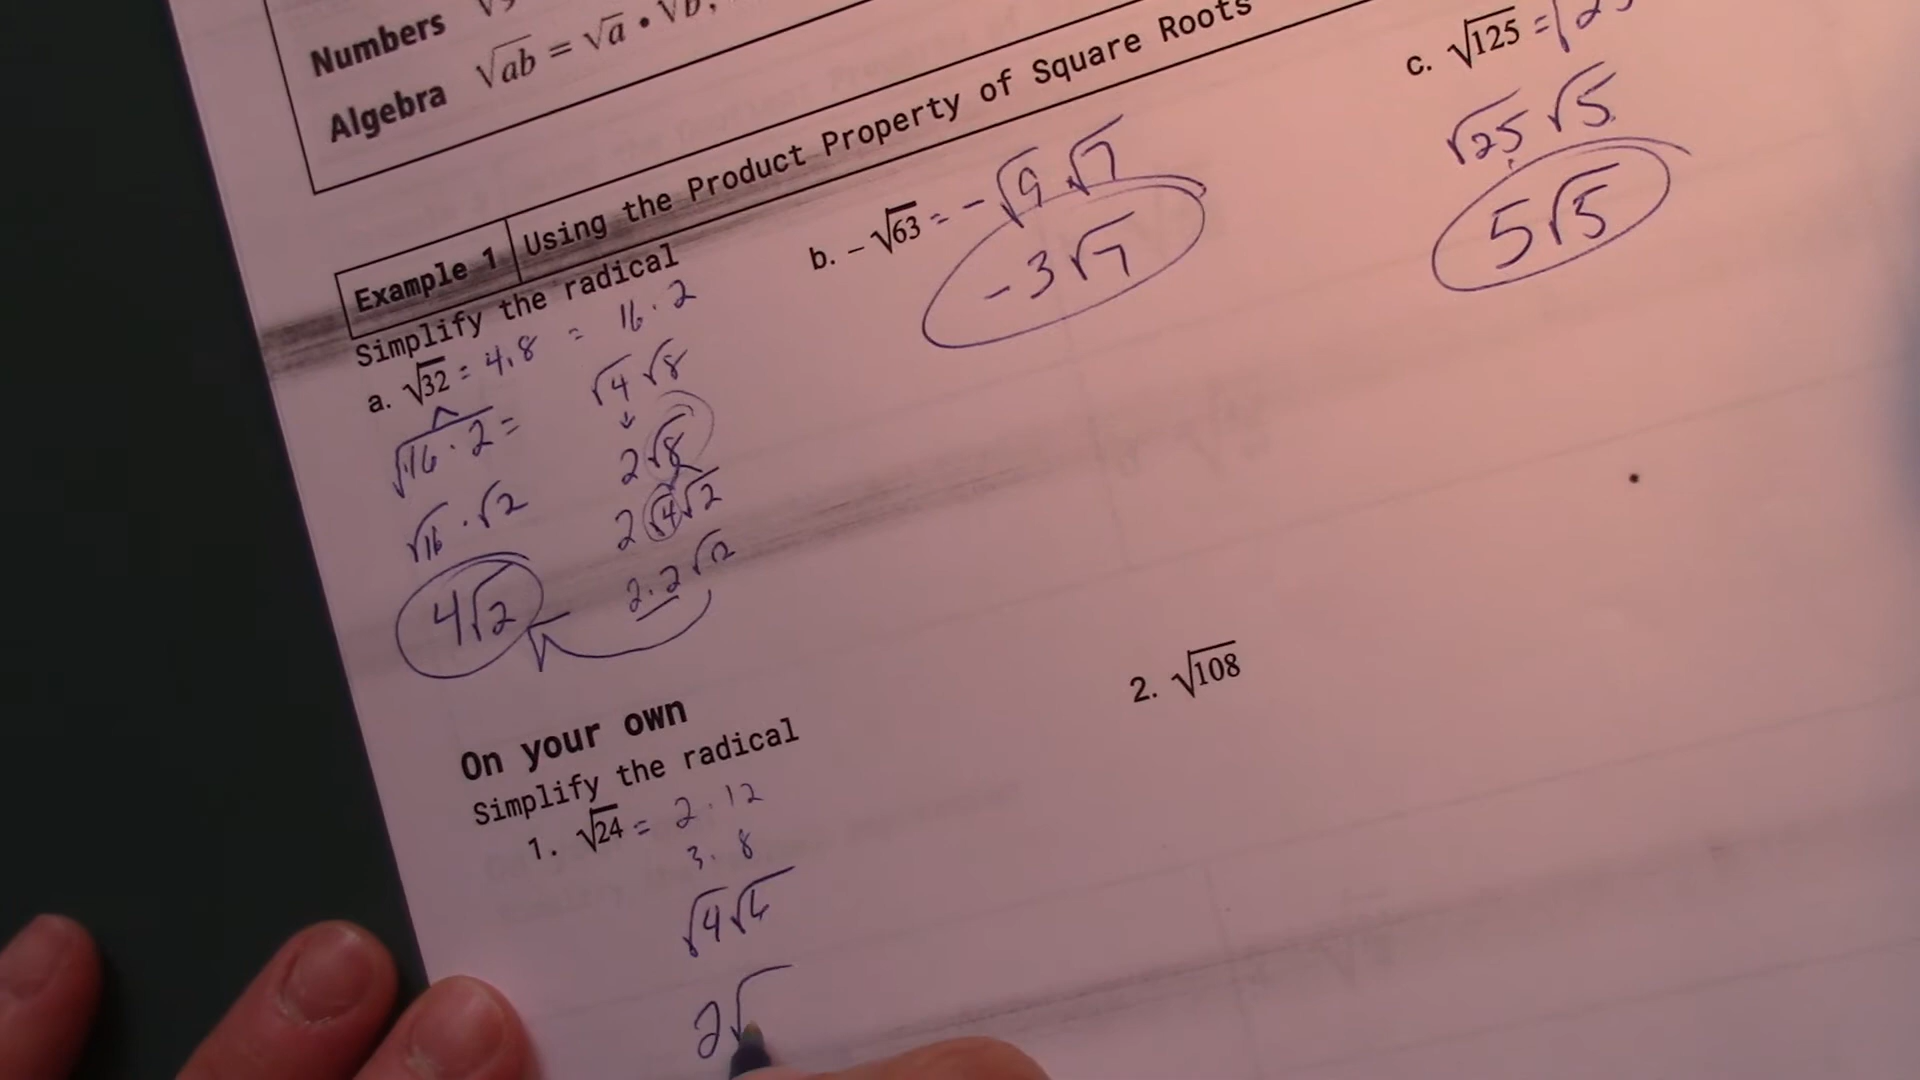 Numbers
Algebra √ab = √a • √b,
Example 1 Using the Product Property of Square Roots
Simplify the radical
a. √32 = 4.8 = 16 · 2
√16 · 2 =
√16 · √2
4√2
√4 √8
2√8
2√4√2
2.2√2
b. – √63 = -√9 √7
-3√7
c. √125 =
√25 √5
5√5
On your own
Simplify the radical
1. √24 = 2 · 12
3 · 8
√4√6
2√
2. √108